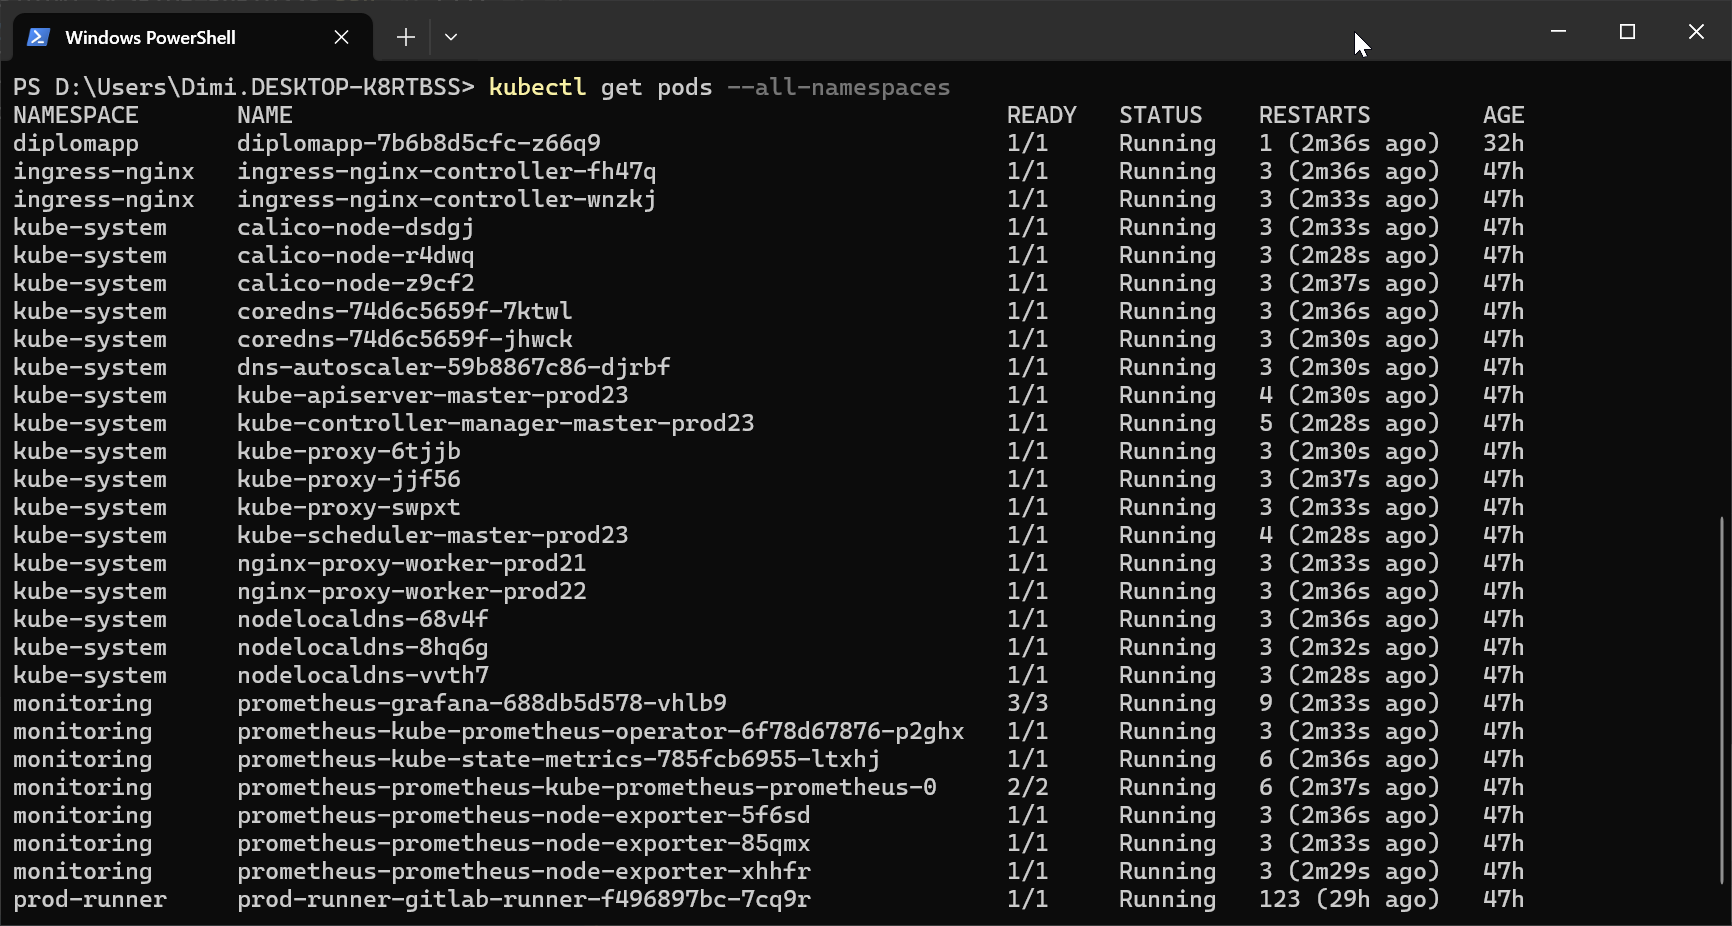 Windows PowerShell
PS D:\Users\Dimi.DESKTOP-K8RTBSS> kubectl get pods --all-namespaces
NAMESPACE NAME READY STATUS RESTARTS AGE
diplomapp diplomapp-7b6b8d5cfc-z66q9 1/1 Running 1 (2m36s ago) 32h
ingress-nginx ingress-nginx-controller-fh47q 1/1 Running 3 (2m36s ago) 47h
ingress-nginx ingress-nginx-controller-wnzkj 1/1 Running 3 (2m33s ago) 47h
kube-system calico-node-dsdgj 1/1 Running 3 (2m33s ago) 47h
kube-system calico-node-r4dwq 1/1 Running 3 (2m28s ago) 47h
kube-system calico-node-z9cf2 1/1 Running 3 (2m37s ago) 47h
kube-system coredns-74d6c5659f-7ktwl 1/1 Running 3 (2m36s ago) 47h
kube-system coredns-74d6c5659f-jhwck 1/1 Running 3 (2m30s ago) 47h
kube-system dns-autoscaler-59b8867c86-djrbf 1/1 Running 3 (2m30s ago) 47h
kube-system kube-apiserver-master-prod23 1/1 Running 4 (2m30s ago) 47h
kube-system kube-controller-manager-master-prod23 1/1 Running 5 (2m28s ago) 47h
kube-system kube-proxy-6tjjb 1/1 Running 3 (2m30s ago) 47h
kube-system kube-proxy-jjf56 1/1 Running 3 (2m37s ago) 47h
kube-system kube-proxy-swpxt 1/1 Running 3 (2m33s ago) 47h
kube-system kube-scheduler-master-prod23 1/1 Running 4 (2m28s ago) 47h
kube-system nginx-proxy-worker-prod21 1/1 Running 3 (2m33s ago) 47h
kube-system nginx-proxy-worker-prod22 1/1 Running 3 (2m36s ago) 47h
kube-system nodelocaldns-68v4f 1/1 Running 3 (2m36s ago) 47h
kube-system nodelocaldns-8hq6g 1/1 Running 3 (2m32s ago) 47h
kube-system nodelocaldns-vvth7 1/1 Running 3 (2m28s ago) 47h
monitoring prometheus-grafana-688db5d578-vhlb9 3/3 Running 9 (2m33s ago) 47h
monitoring prometheus-kube-prometheus-operator-6f78d67876-p2ghx 1/1 Running 3 (2m33s ago) 47h
monitoring prometheus-kube-state-metrics-785fcb6955-ltxhj 1/1 Running 6 (2m36s ago) 47h
monitoring prometheus-prometheus-kube-prometheus-prometheus-0 2/2 Running 6 (2m37s ago) 47h
monitoring prometheus-prometheus-node-exporter-5f6sd 1/1 Running 3 (2m36s ago) 47h
monitoring prometheus-prometheus-node-exporter-85qmx 1/1 Running 3 (2m33s ago) 47h
monitoring prometheus-prometheus-node-exporter-xhhfr 1/1 Running 3 (2m29s ago) 47h
prod-runner prod-runner-gitlab-runner-f496897bc-7cq9r 1/1 Running 123 (29h ago) 47h